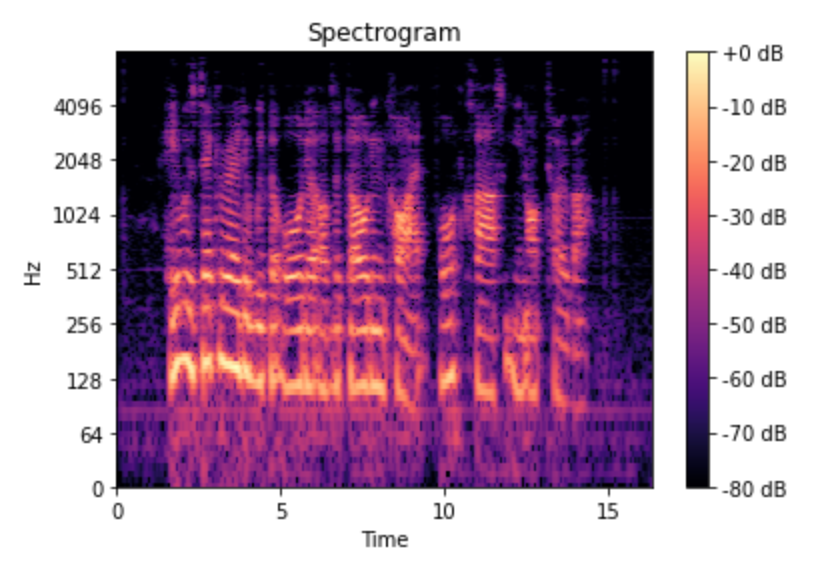 Spectrogram
Hz
4096
2048
1024
512
256
128
64
0
0 5 10 15
Time
+0 dB
-10 dB
-20 dB
-30 dB
-40 dB
-50 dB
-60 dB
-70 dB
-80 dB